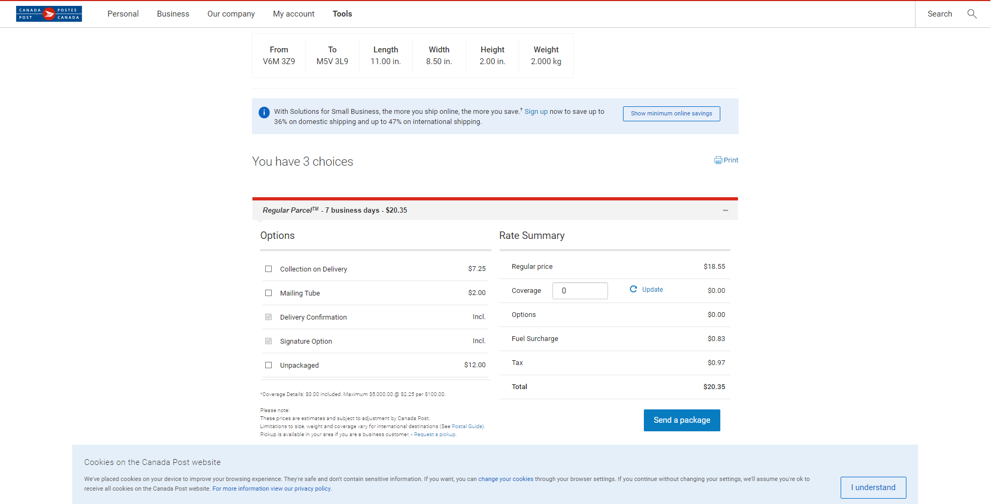 CANADA POSTES
POST CANADA
Personal Business Our company My account Tools Search
From To Length Width Height Weight
V6M 3Z9 M5V 3L9 11.00 in. 8.50 in. 2.00 in. 2.000 kg
With Solutions for Small Business, the more you ship online, the more you save.† Sign up now to save up to
36% on domestic shipping and up to 47% on international shipping.
Show minimum online savings
You have 3 choices
Print
Regular Parcel™ - 7 business days - $20.35
Options
Collection on Delivery $7.25
Mailing Tube $2.00
Delivery Confirmation Incl.
Signature Option Incl.
Unpackaged $12.00
*Coverage Details: $0.00 included. Maximum $5,000.00 @ $2.25 per $100.00.
Please note:
These prices are estimates and subject to adjustment by Canada Post.
Limitations to size, weight and coverage vary for international destinations (See Postal Guide).
Pickup is available in your area if you are a business customer. - Request a pickup.
Rate Summary
Regular price $18.55
Coverage 0 Update $0.00
Options $0.00
Fuel Surcharge $0.83
Tax $0.97
Total $20.35
Send a package
Cookies on the Canada Post website
We've placed cookies on your device to improve your browsing experience. They're safe and don't contain sensitive information. If you want, you can change your cookies through your browser settings. If you continue without changing your settings, we'll assume you're ok to
receive all cookies on the Canada Post website. For more information view our privacy policy.
I understand